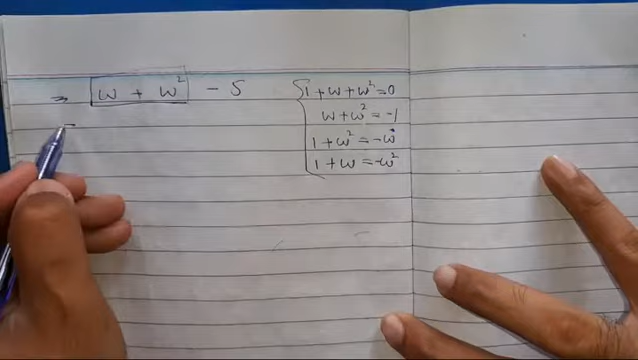 ⇒ ω + ω² - 5
1 + ω + ω² = 0
ω + ω² = -1
1 + ω² = -ω
1 + ω = -ω²